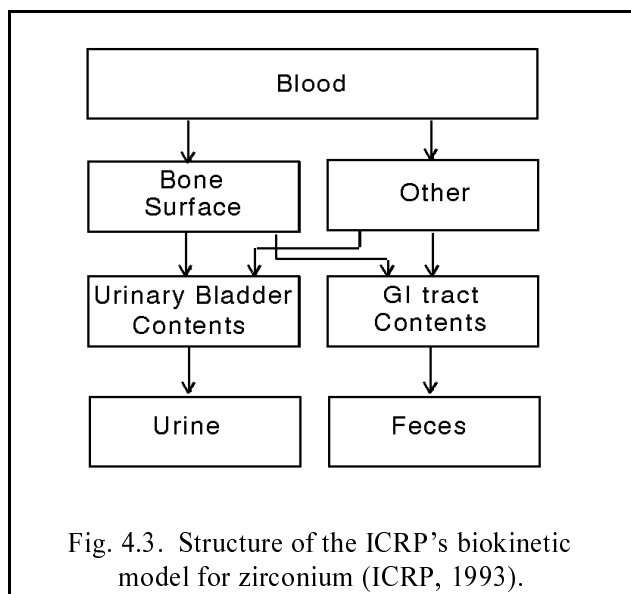 Blood
Bone
Surface
Other
Urinary Bladder
Contents
GI tract
Contents
Urine
Feces
Fig. 4.3.  Structure of the ICRP's biokinetic
model for zirconium (ICRP, 1993).